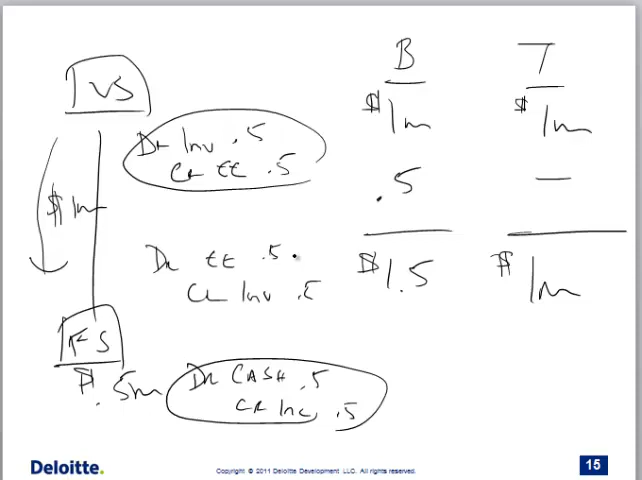 B T
US
$1m $1m
Dr Inv .5
Cr EE .5
$1m
.5 —
Dr EE .5
Cr Inv .5
$1.5 $1m
FS
$.5m
Dr CASH .5
CR Inc .5
Deloitte.
Copyright © 2011 Deloitte Development LLC. All rights reserved.
15